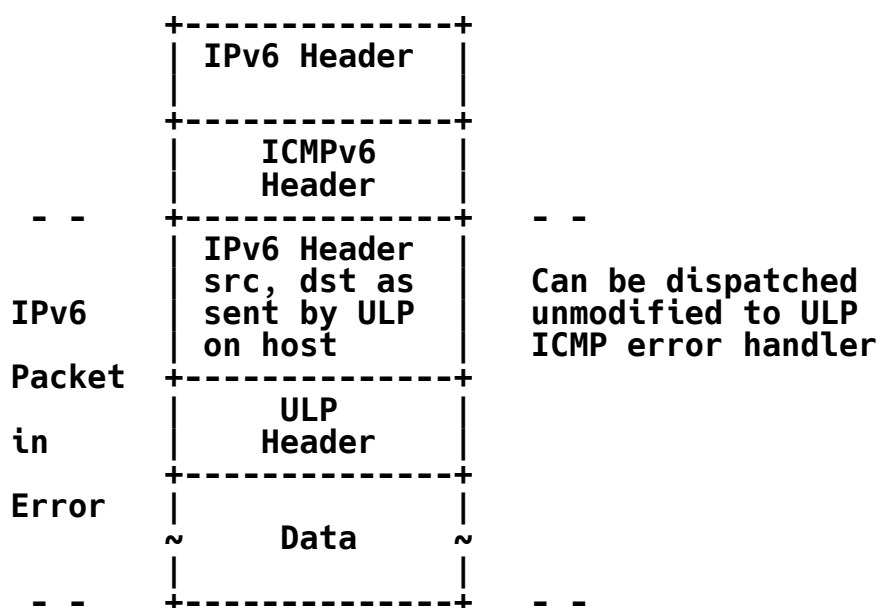 +--------------+
| IPv6 Header  |
|              |
+--------------+
|    ICMPv6    |
|    Header    |
- -    +--------------+    - -
| IPv6 Header  |
| src, dst as  |    Can be dispatched
IPv6    | sent by ULP  |    unmodified to ULP
| on host      |    ICMP error handler
Packet  +--------------+
|     ULP      |
in      |    Header    |
+--------------+
Error   |              |
~     Data     ~
|              |
- -    +--------------+    - -